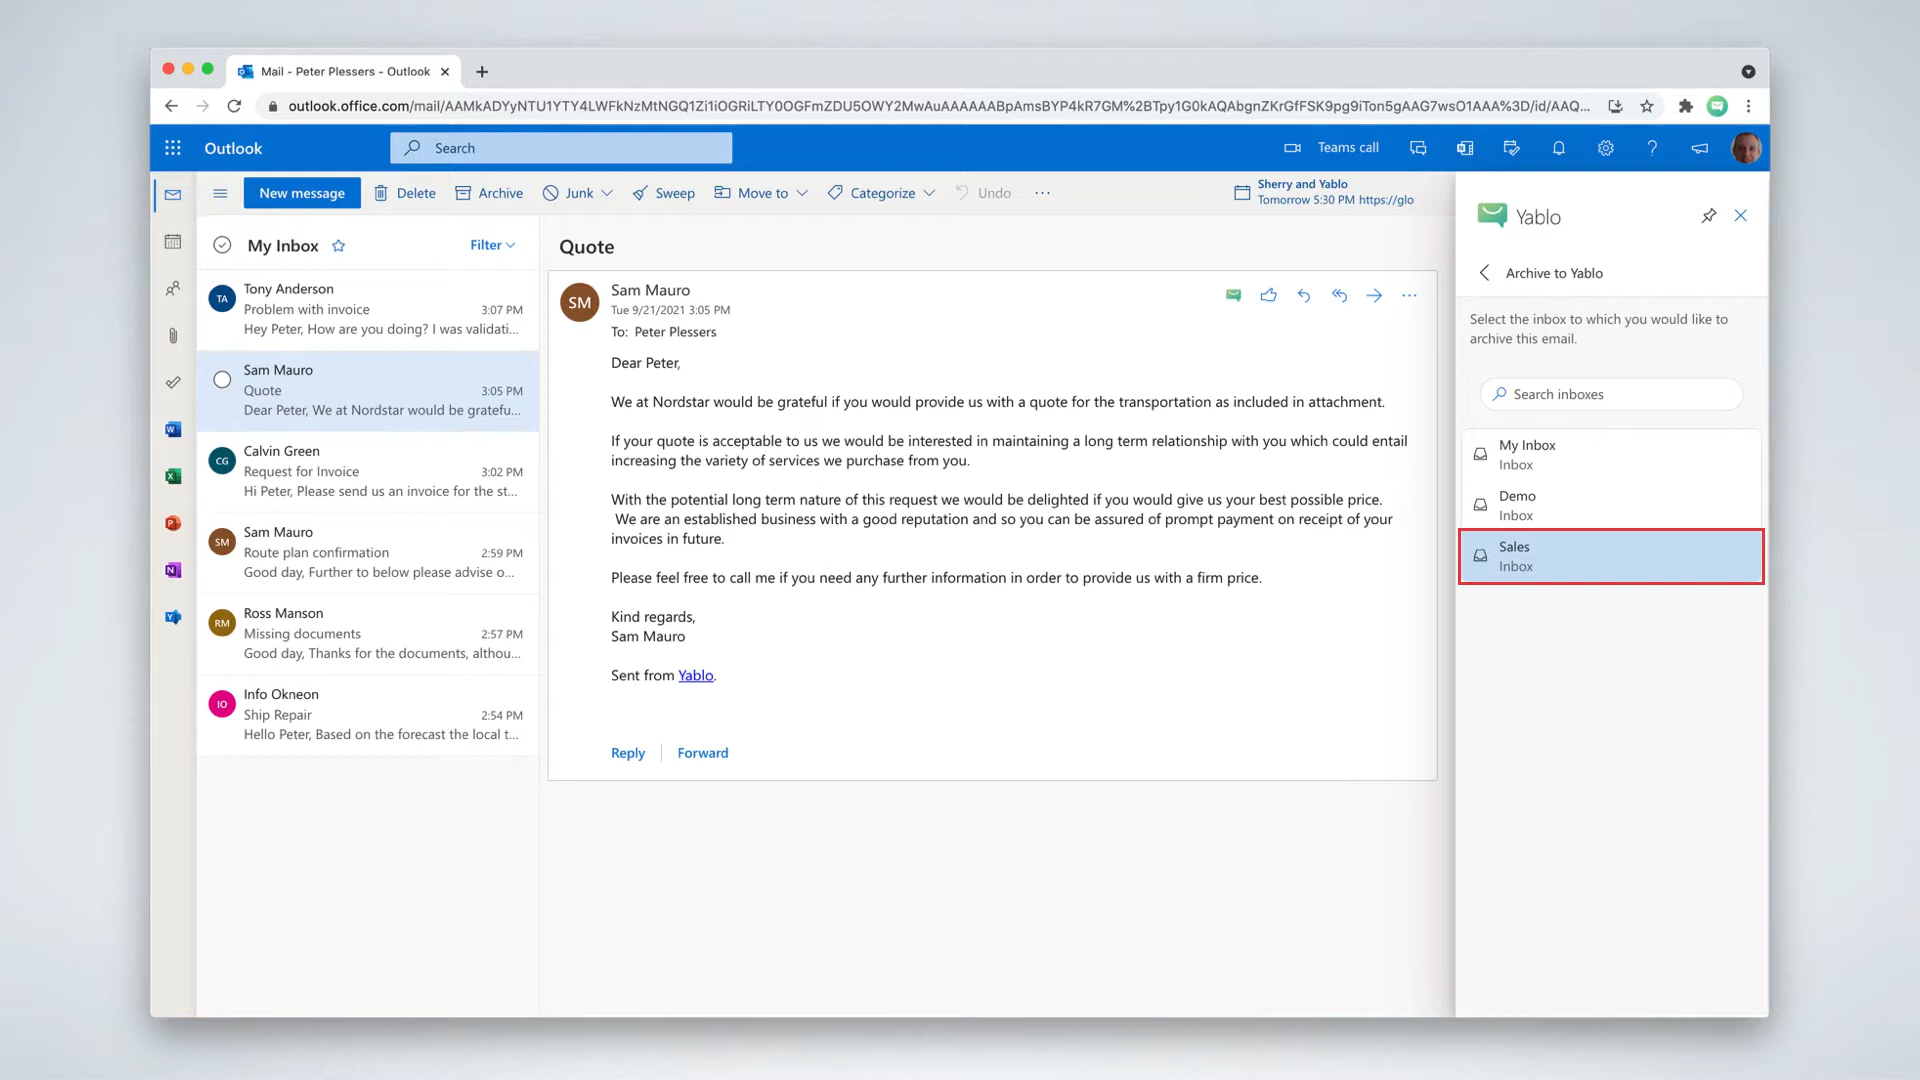 Mail - Peter Plessers - Outlook
outlook.office.com/mail/AAMkADYyNTU1YTY4LWFkNzMtNGQ1Zi1iOGRiLTY0OGFmZDU5OWY2MwAuAAAAAABpAmsBYP4kR7GM%2BTpy1G0kAQAbgnZKrGfFSK9pg9iTon5gAAG7wsO1AAA%3D/id/AAQ...
Outlook
Search
Teams call
New message
Delete
Archive
Junk
Sweep
Move to
Categorize
Undo
Sherry and Yablo
Tomorrow 5:30 PM https://glo
My Inbox
Filter
TA
Tony Anderson
Problem with invoice
3:07 PM
Hey Peter, How are you doing? I was validati...
Sam Mauro
Quote
3:05 PM
Dear Peter, We at Nordstar would be gratefu...
CG
Calvin Green
Request for Invoice
3:02 PM
Hi Peter, Please send us an invoice for the st...
SM
Sam Mauro
Route plan confirmation
2:59 PM
Good day, Further to below please advise o...
RM
Ross Manson
Missing documents
2:57 PM
Good day, Thanks for the documents, althou...
IO
Info Okneon
Ship Repair
2:54 PM
Hello Peter, Based on the forecast the local t...
Quote
SM
Sam Mauro
Tue 9/21/2021 3:05 PM
To: Peter Plessers
Dear Peter,
We at Nordstar would be grateful if you would provide us with a quote for the transportation as included in attachment.
If your quote is acceptable to us we would be interested in maintaining a long term relationship with you which could entail
increasing the variety of services we purchase from you.
With the potential long term nature of this request we would be delighted if you would give us your best possible price.
We are an established business with a good reputation and so you can be assured of prompt payment on receipt of your
invoices in future.
Please feel free to call me if you need any further information in order to provide us with a firm price.
Kind regards,
Sam Mauro
Sent from Yablo.
Reply
Forward
Yablo
Archive to Yablo
Select the inbox to which you would like to
archive this email.
Search inboxes
My Inbox
Inbox
Demo
Inbox
Sales
Inbox